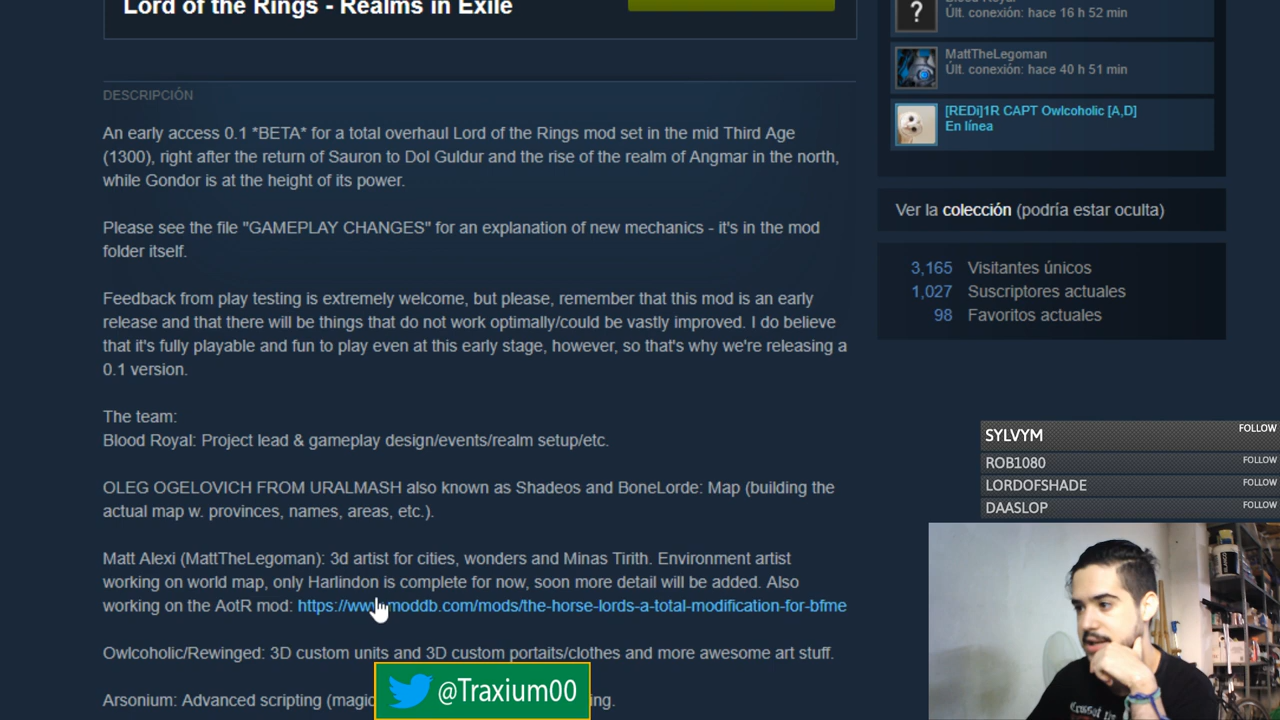 Lord of the Rings - Realms in Exile
DESCRIPCIÓN
An early access 0.1 *BETA* for a total overhaul Lord of the Rings mod set in the mid Third Age
(1300), right after the return of Sauron to Dol Guldur and the rise of the realm of Angmar in the north,
while Gondor is at the height of its power.
Please see the file "GAMEPLAY CHANGES" for an explanation of new mechanics - it's in the mod
folder itself.
Feedback from play testing is extremely welcome, but please, remember that this mod is an early
release and that there will be things that do not work optimally/could be vastly improved. I do believe
that it's fully playable and fun to play even at this early stage, however, so that's why we're releasing a
0.1 version.
The team:
Blood Royal: Project lead & gameplay design/events/realm setup/etc.
OLEG OGELOVICH FROM URALMASH also known as Shadeos and BoneLorde: Map (building the
actual map w. provinces, names, areas, etc.).
Matt Alexi (MattTheLegoman): 3d artist for cities, wonders and Minas Tirith. Environment artist
working on world map, only Harlindon is complete for now, soon more detail will be added. Also
working on the AotR mod: https://www.moddb.com/mods/the-horse-lords-a-total-modification-for-bfme
Owlcoholic/Rewinged: 3D custom units and 3D custom portaits/clothes and more awesome art stuff.
Arsonium: Advanced scripting (magic
@Traxium00
?
Últ. conexión: hace 16 h 52 min
MattTheLegoman
Últ. conexión: hace 40 h 51 min
[REDi]1R CAPT Owlcoholic [A,D]
En línea
Ver la colección (podría estar oculta)
3,165 Visitantes únicos
1,027 Suscriptores actuales
98 Favoritos actuales
SYLVYM FOLLOW
ROB1080 FOLLOW
LORDOFSHADE FOLLOW
DAASLOP FOLLOW